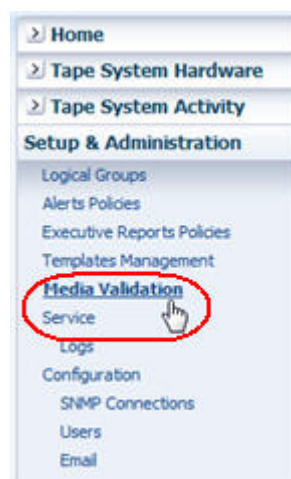 Home
Tape System Hardware
Tape System Activity
Setup & Administration
Logical Groups
Alerts Policies
Executive Reports Policies
Templates Management
Media Validation
Service
Logs
Configuration
SNMP Connections
Users
Email